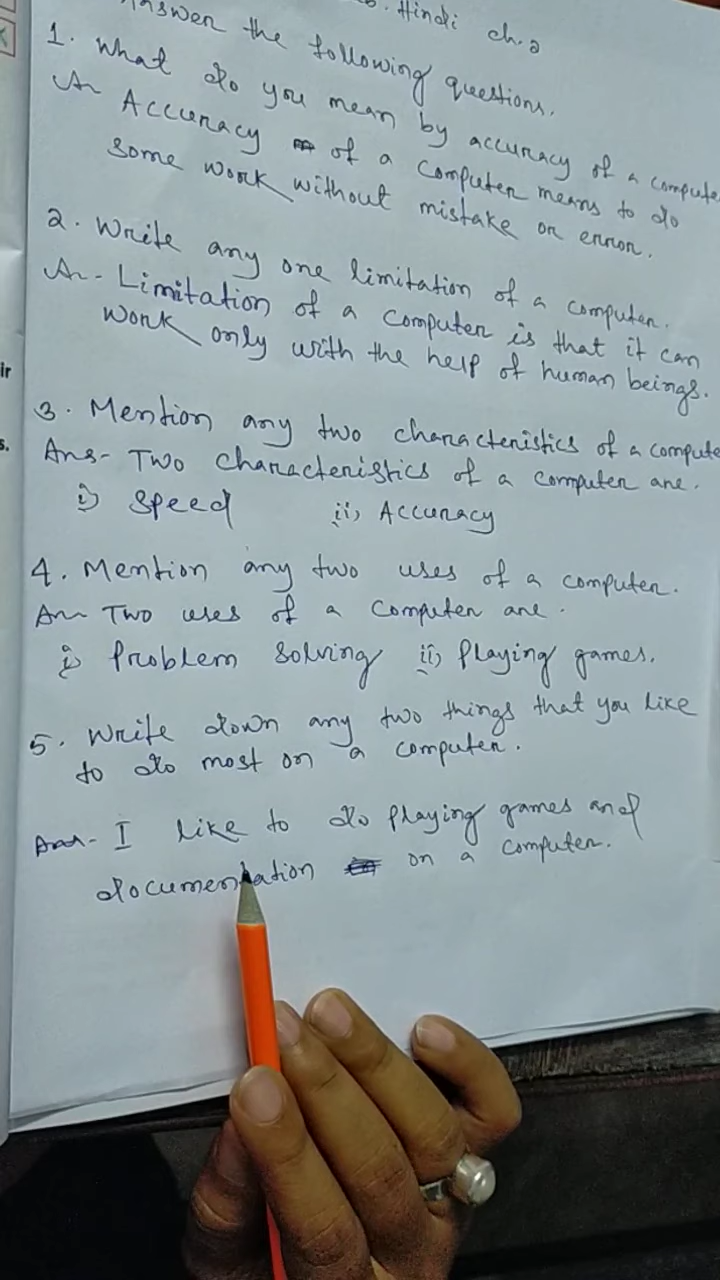 Answer the following questions.
Hindi ch. 2
1. What do you mean by accuracy of a compute
An Accuracy of a computer means to do
some work without mistake or error.
2. Write any one limitation of a computer.
An- Limitation of a computer is that it can
work only with the help of human beings.
3. Mention any two characteristics of a compute
Ans- Two characteristics of a computer are.
i) Speed ii) Accuracy
4. Mention any two uses of a computer.
An Two uses of a computer are.
i) Problem solving ii) Playing games.
5. Write down any two things that you like
to do most on a computer.
Ans- I like to do playing games and
documentation on a computer.
ir
s.